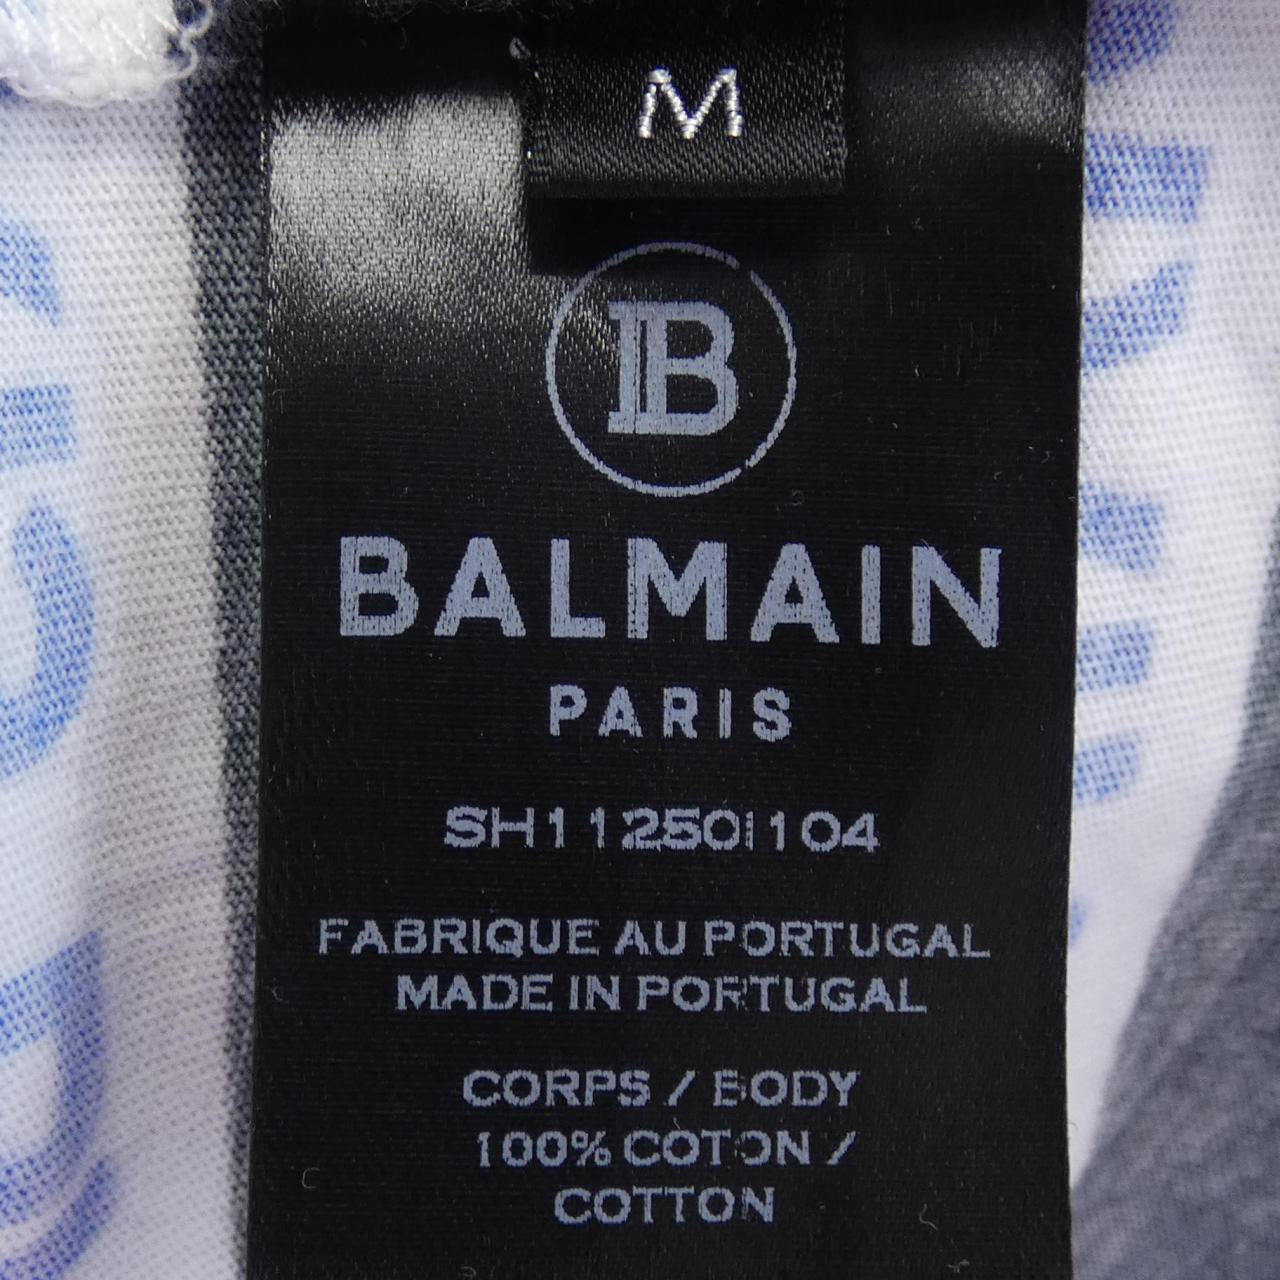 M
B
BALMAIN
PARIS
SH11250I104
FABRIQUE AU PORTUGAL
MADE IN PORTUGAL
CORPS / BODY
100% COTON /
COTTON